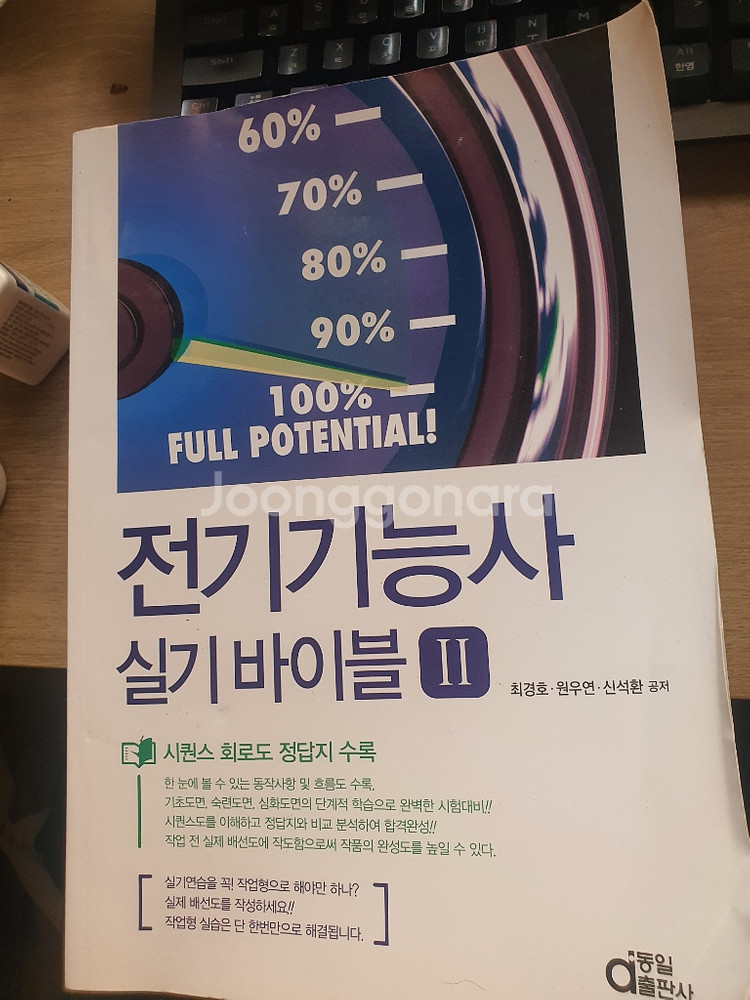 Shift
Ctrl
Z
X
C
V
B
N
M
Alt
한영
60%
70%
80%
90%
100%
FULL POTENTIAL!
Joonggonara
전기기능사
실기 바이블 II
최경호·원우연·신석환 공저
시퀀스 회로도 정답지 수록
한 눈에 볼 수 있는 동작사항 및 흐름도 수록.
기초도면, 숙련도면, 심화도면의 단계적 학습으로 완벽한 시험대비!!
시퀀스도를 이해하고 정답지와 비교 분석하여 합격완성!!
작업 전 실제 배선도에 작도함으로써 작품의 완성도를 높일 수 있다.
실기연습을 꼭! 작업형으로 해야만 하나?
실제 배선도를 작성하세요!!
작업형 실습은 단 한번만으로 해결됩니다.
동일
출판사